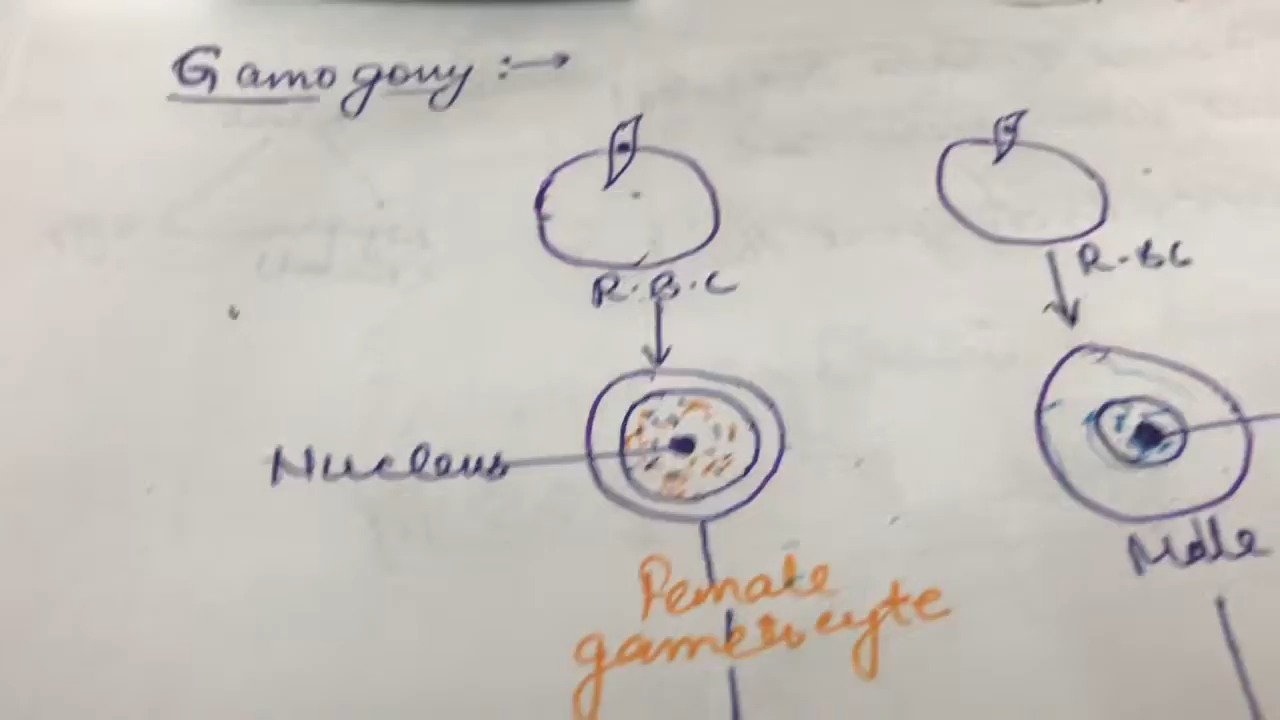 Gamogony :→
R.B.C
R.BC
Nucleus
Male
Female
gametocyte